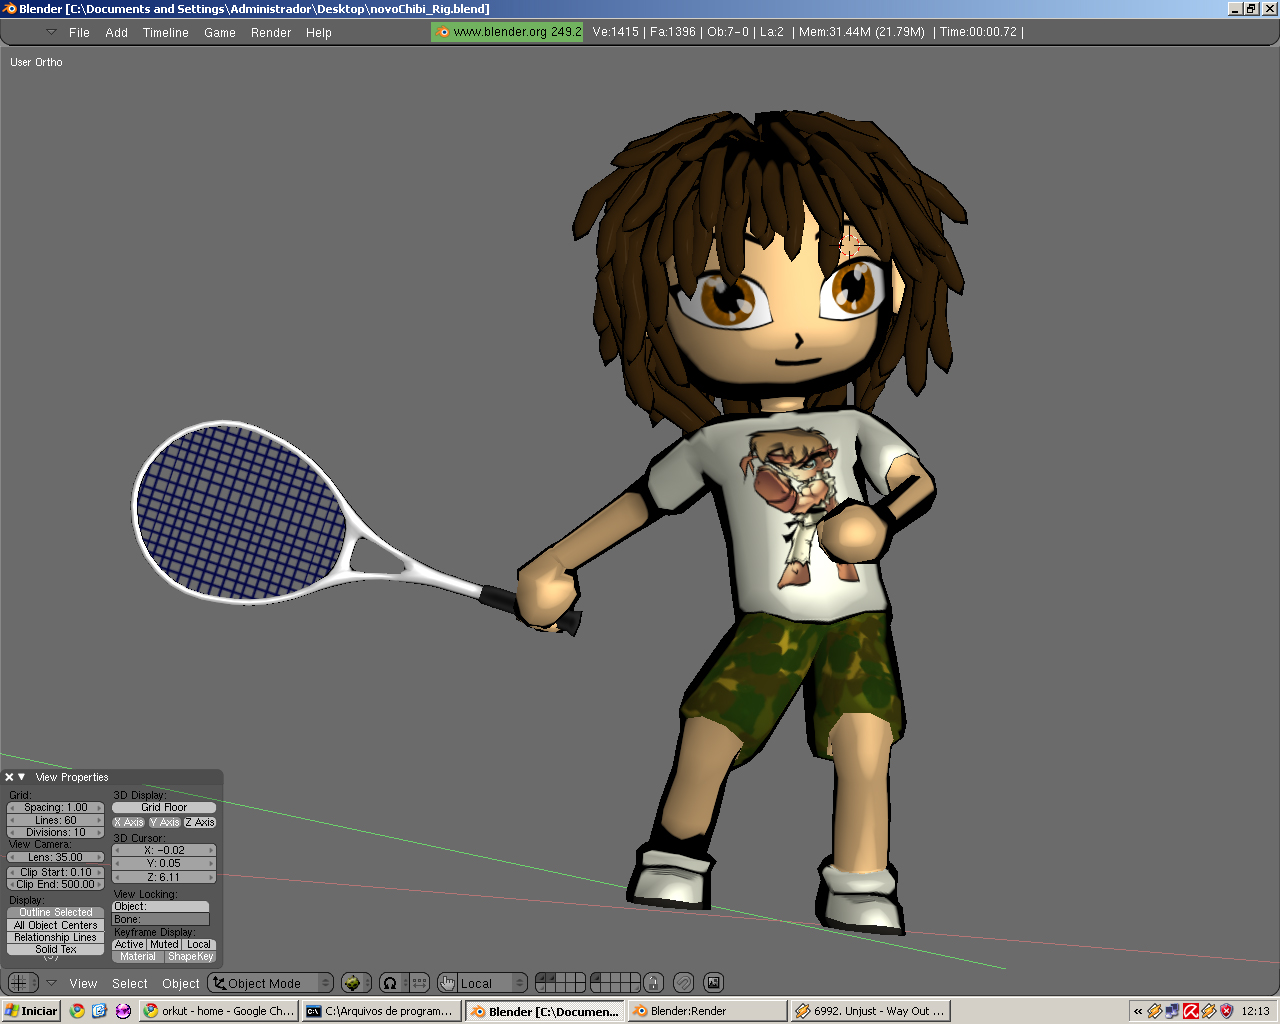 Blender [C:\Documents and Settings\Administrador\Desktop\novoChibi_Rig.blend]
File Add Timeline Game Render Help www.blender.org 249.2 Ve:1415 | Fa:1396 | Ob:7-0 | La:2 | Mem:31.44M (21.79M) | Time:00:00.72 |
User Ortho
View Properties
Grid: 3D Display:
Spacing: 1.00 Grid Floor
Lines: 60 X Axis Y Axis Z Axis
Divisions: 10 3D Cursor:
View Camera: X: -0.02
Lens: 35.00 Y: 0.05
Clip Start: 0.10 Z: 6.11
Clip End: 500.00 View Locking:
Display: Object:
Outline Selected Bone:
All Object Centers Keyframe Display:
Relationship Lines Active Muted Local
Solid Tex Material ShapeKey
View Select Object Object Mode Local
Iniciar orkut - home - Google Ch... C:\Arquivos de program... Blender [C:\Documen... Blender:Render 6992. Unjust - Way Out ... « 12:13